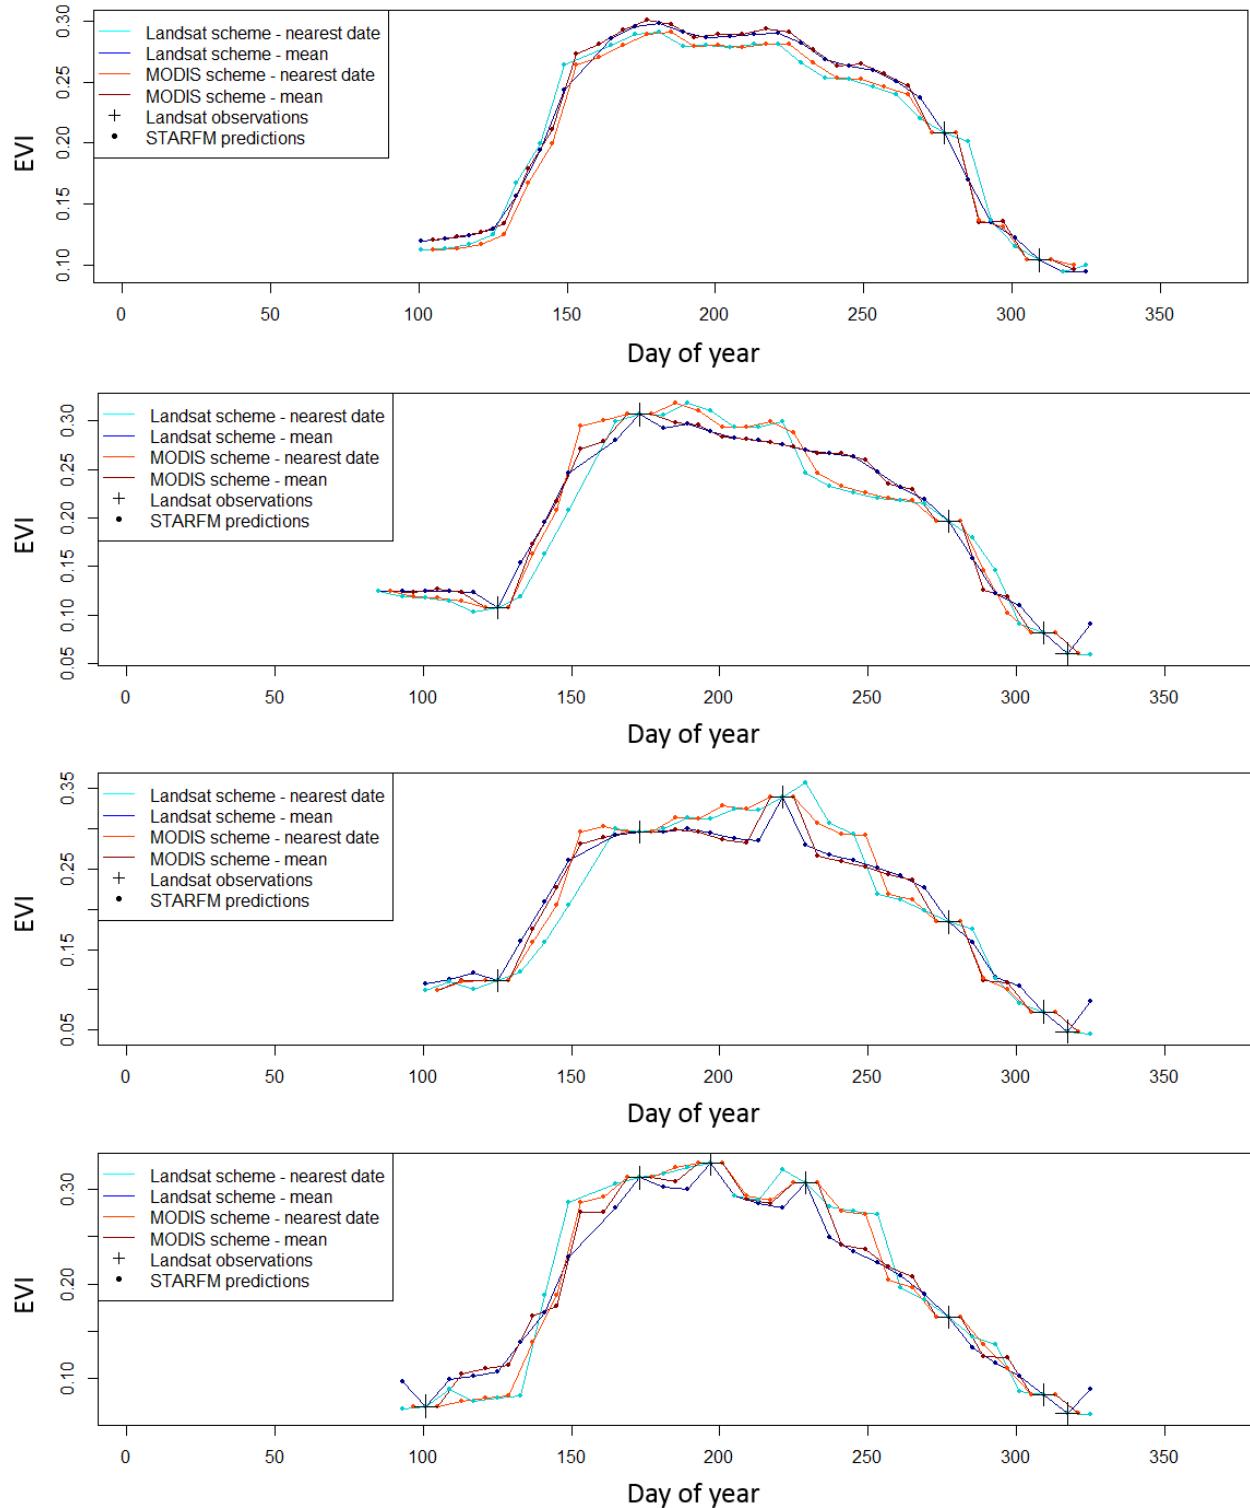 EVI
0.10 0.15 0.20 0.25 0.30
Landsat scheme - nearest date
Landsat scheme - mean
MODIS scheme - nearest date
MODIS scheme - mean
Landsat observations
STARFM predictions
0 50 100 150 200 250 300 350
Day of year
EVI
0.05 0.10 0.15 0.20 0.25 0.30
Landsat scheme - nearest date
Landsat scheme - mean
MODIS scheme - nearest date
MODIS scheme - mean
Landsat observations
STARFM predictions
0 50 100 150 200 250 300 350
Day of year
EVI
0.05 0.15 0.25 0.35
Landsat scheme - nearest date
Landsat scheme - mean
MODIS scheme - nearest date
MODIS scheme - mean
Landsat observations
STARFM predictions
0 50 100 150 200 250 300 350
Day of year
EVI
0.10 0.20 0.30
Landsat scheme - nearest date
Landsat scheme - mean
MODIS scheme - nearest date
MODIS scheme - mean
Landsat observations
STARFM predictions
0 50 100 150 200 250 300 350
Day of year